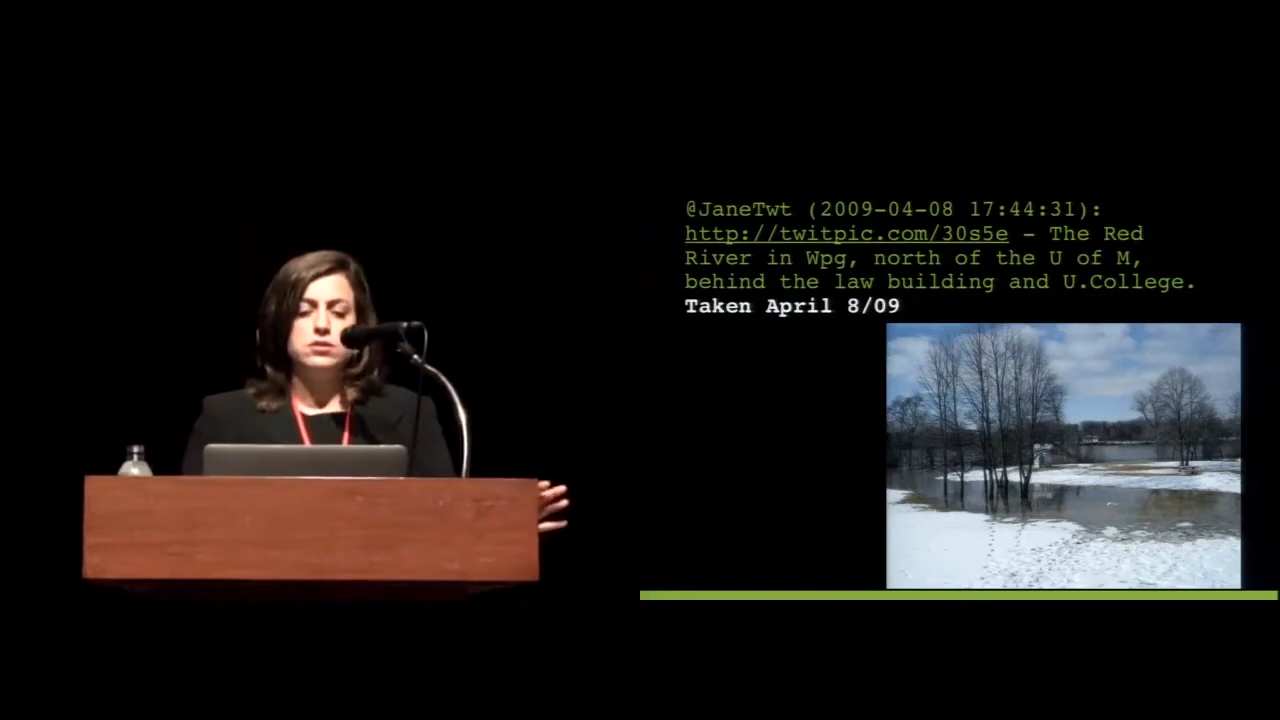 @JaneTwt (2009-04-08 17:44:31):
http://twitpic.com/30s5e - The Red
River in Wpg, north of the U of M,
behind the law building and U.College.
Taken April 8/09